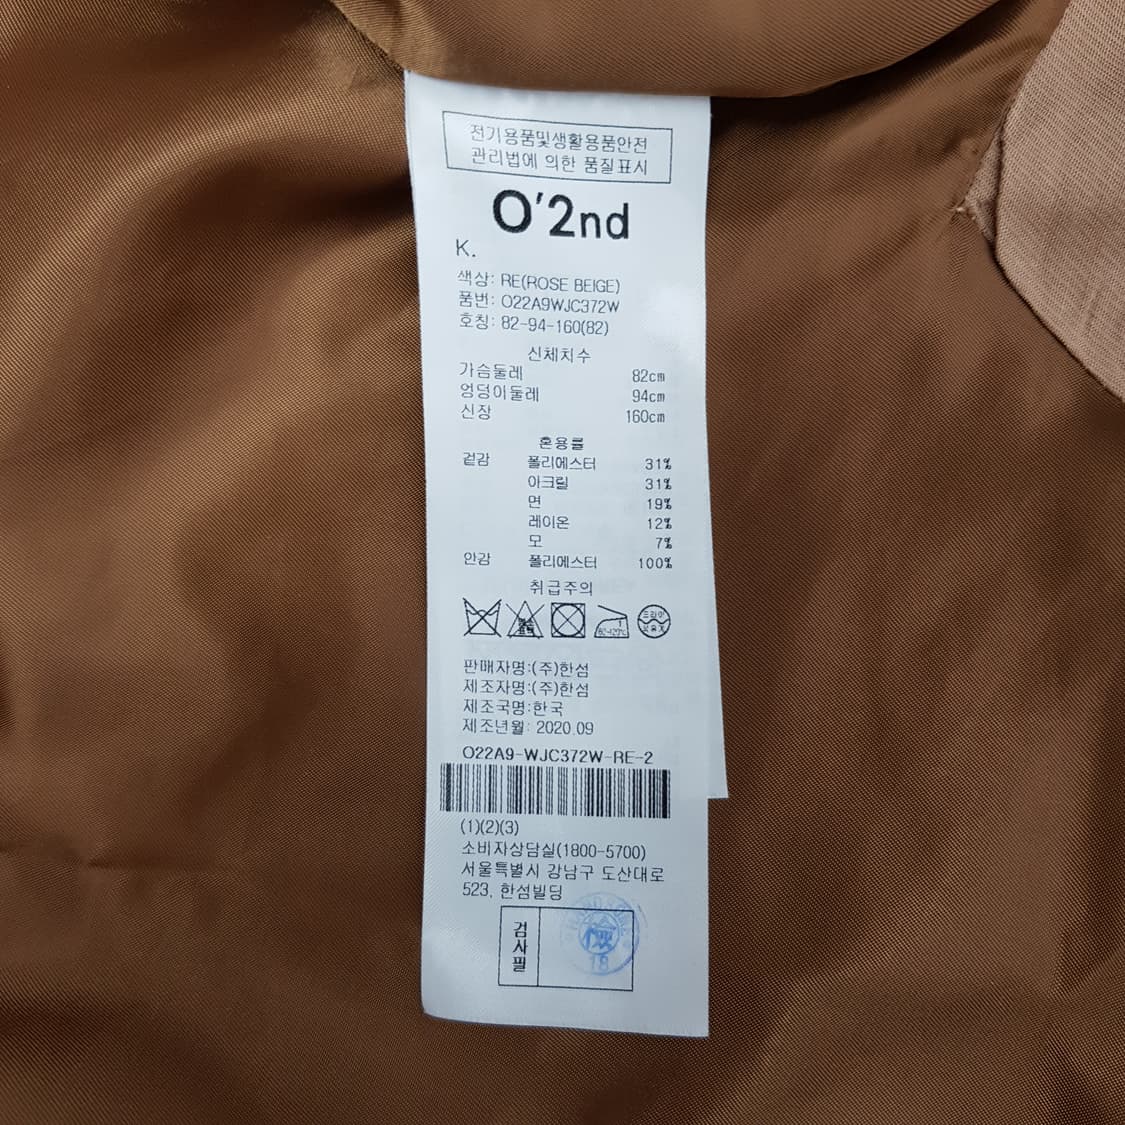 전기용품및생활용품안전
관리법에 의한 품질표시
O'2nd
K.
색상: RE(ROSE BEIGE)
품번: O22A9WJC372W
호칭: 82-94-160(82)
신체치수
가슴둘레 82cm
엉덩이둘레 94cm
신장 160cm
혼용률
겉감 폴리에스터 31%
아크릴 31%
면 19%
레이온 12%
모 7%
안감 폴리에스터 100%
취급주의
판매자명:(주)한섬
제조자명:(주)한섬
제조국명:한국
제조년월: 2020.09
O22A9-WJC372W-RE-2
(1)(2)(3)
소비자상담실(1800-5700)
서울특별시 강남구 도산대로
523, 한섬빌딩
검사필
檢
18